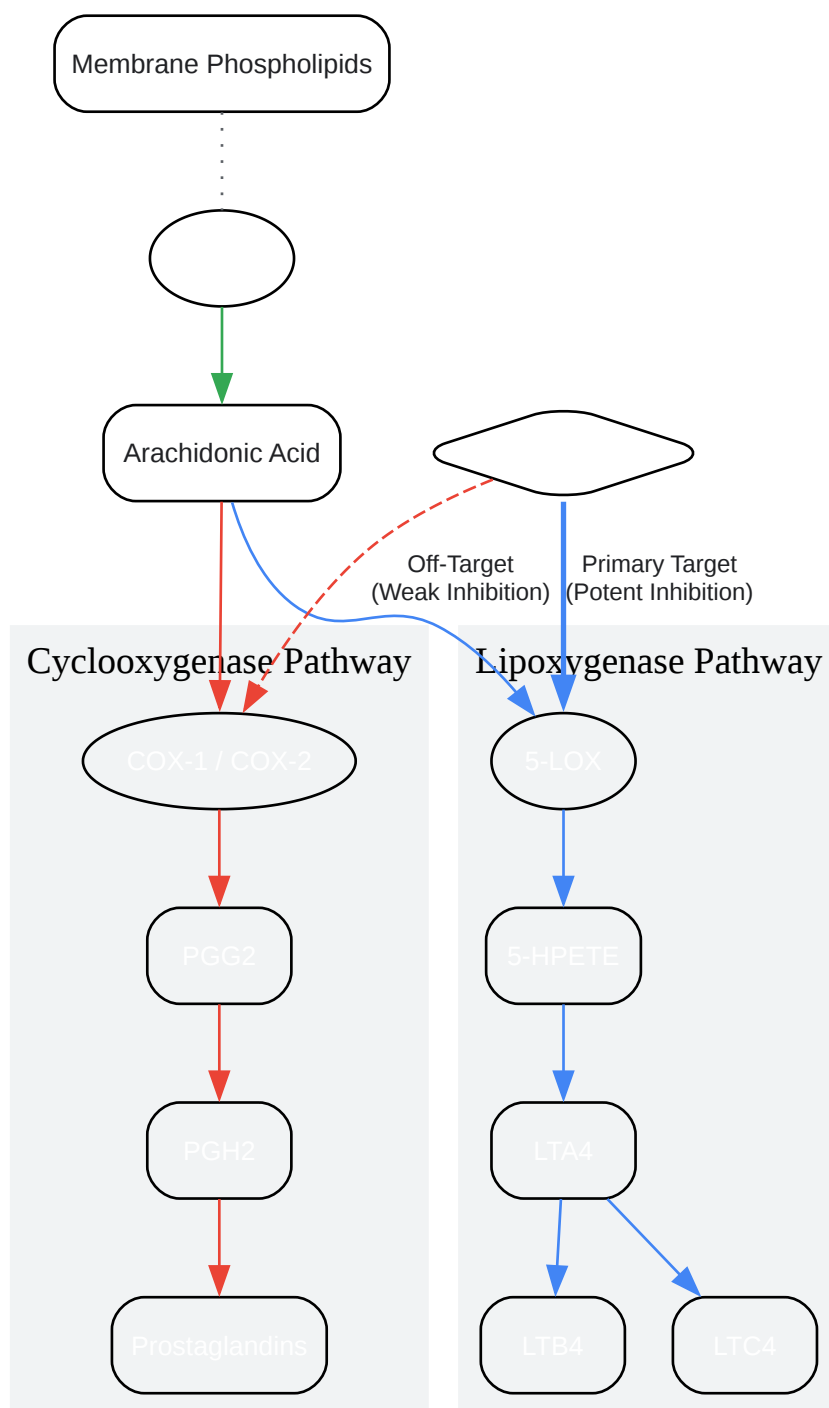 Membrane Phospholipids
Arachidonic Acid
Off-Target
(Weak Inhibition)
Primary Target
(Potent Inhibition)
Cyclooxygenase Pathway
Lipoxygenase Pathway
COX-1 / COX-2
5-LOX
PGG2
5-HPETE
PGH2
LTA4
Prostaglandins
LTB4
LTC4